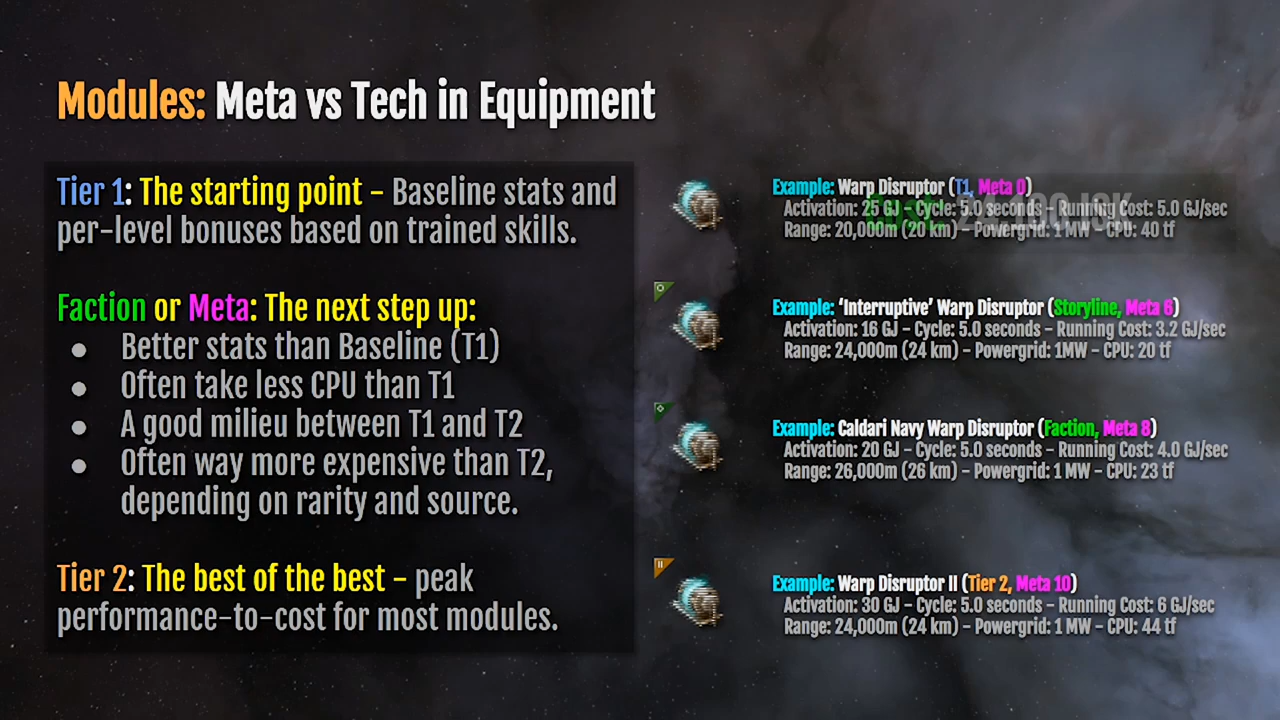 Modules: Meta vs Tech in Equipment
Tier 1: The starting point – Baseline stats and
per-level bonuses based on trained skills.
Faction or Meta: The next step up:
● Better stats than Baseline (T1)
● Often take less CPU than T1
● A good milieu between T1 and T2
● Often way more expensive than T2,
depending on rarity and source.
Tier 2: The best of the best – peak
performance-to-cost for most modules.
Example: Warp Disruptor (T1, Meta 0)
Activation: 25 GJ – Cycle: 5.0 seconds – Running Cost: 5.0 GJ/sec
Range: 20,000m (20 km) – Powergrid: 1 MW – CPU: 40 tf
Example: ‘Interruptive’ Warp Disruptor (Storyline, Meta 6)
Activation: 16 GJ – Cycle: 5.0 seconds – Running Cost: 3.2 GJ/sec
Range: 24,000m (24 km) – Powergrid: 1MW – CPU: 20 tf
Example: Caldari Navy Warp Disruptor (Faction, Meta 8)
Activation: 20 GJ – Cycle: 5.0 seconds – Running Cost: 4.0 GJ/sec
Range: 26,000m (26 km) – Powergrid: 1 MW – CPU: 23 tf
Example: Warp Disruptor II (Tier 2, Meta 10)
Activation: 30 GJ – Cycle: 5.0 seconds – Running Cost: 6 GJ/sec
Range: 24,000m (24 km) – Powergrid: 1 MW – CPU: 44 tf